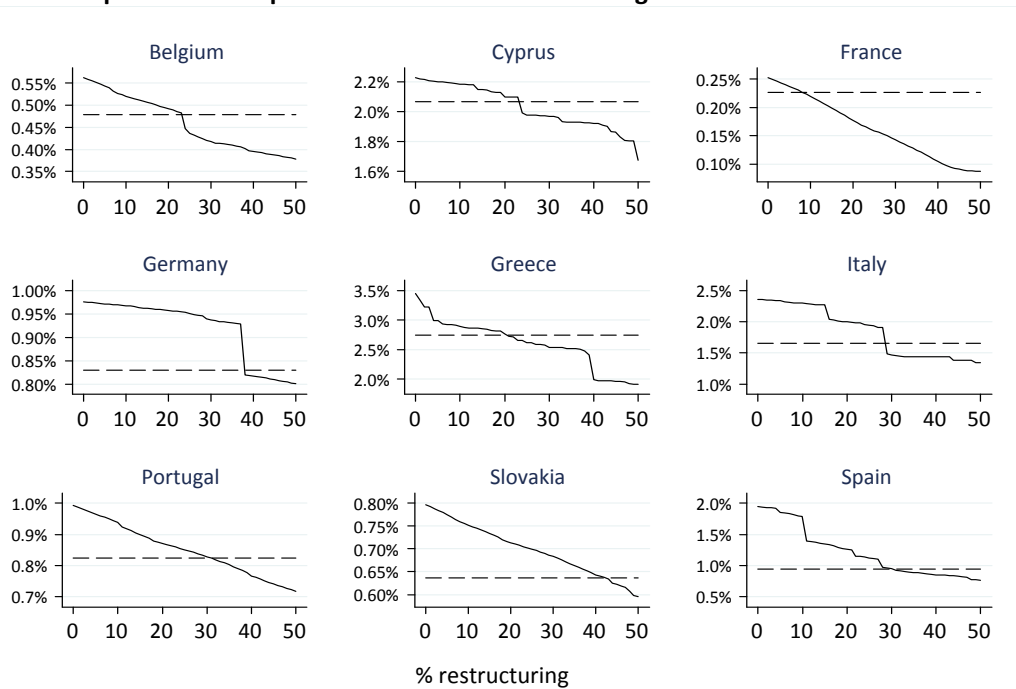 Belgium
0.55%
0.50%
0.45%
0.40%
0.35%
0 10 20 30 40 50
Cyprus
2.2%
2.0%
1.8%
1.6%
0 10 20 30 40 50
France
0.25%
0.20%
0.15%
0.10%
0 10 20 30 40 50
Germany
1.00%
0.95%
0.90%
0.85%
0.80%
0 10 20 30 40 50
Greece
3.5%
3.0%
2.5%
2.0%
0 10 20 30 40 50
Italy
2.5%
2.0%
1.5%
1.0%
0 10 20 30 40 50
Portugal
1.0%
0.9%
0.8%
0.7%
0 10 20 30 40 50
Slovakia
0.80%
0.75%
0.70%
0.65%
0.60%
0 10 20 30 40 50
Spain
2.0%
1.5%
1.0%
0.5%
0 10 20 30 40 50
% restructuring